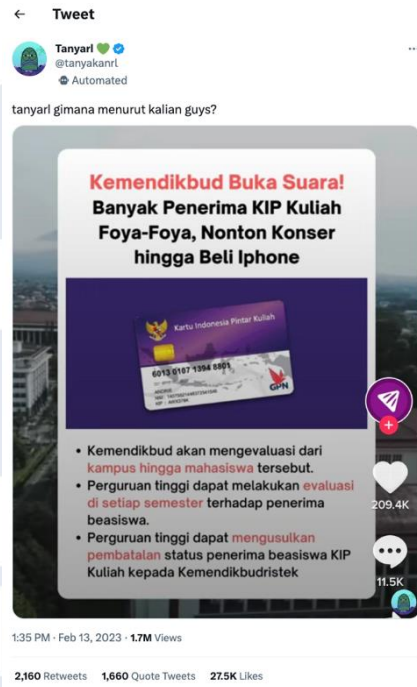 Tweet
Tanyarl
@tanyakanrl
Automated
tanyarl gimana menurut kalian guys?
Kemendikbud Buka Suara!
Banyak Penerima KIP Kuliah
Foya-Foya, Nonton Konser
hingga Beli Iphone
Kartu Indonesia Pintar Kuliah
6013 0107 1394 8801
GPN
• Kemendikbud akan mengevaluasi dari
kampus hingga mahasiswa tersebut.
• Perguruan tinggi dapat melakukan evaluasi
di setiap semester terhadap penerima
beasiswa.
• Perguruan tinggi dapat mengusulkan
pembatalan status penerima beasiswa KIP
Kuliah kepada Kemendikbudristek
209.4K
11.5K
1:35 PM · Feb 13, 2023 · 1.7M Views
2,160 Retweets 1,660 Quote Tweets 27.5K Likes